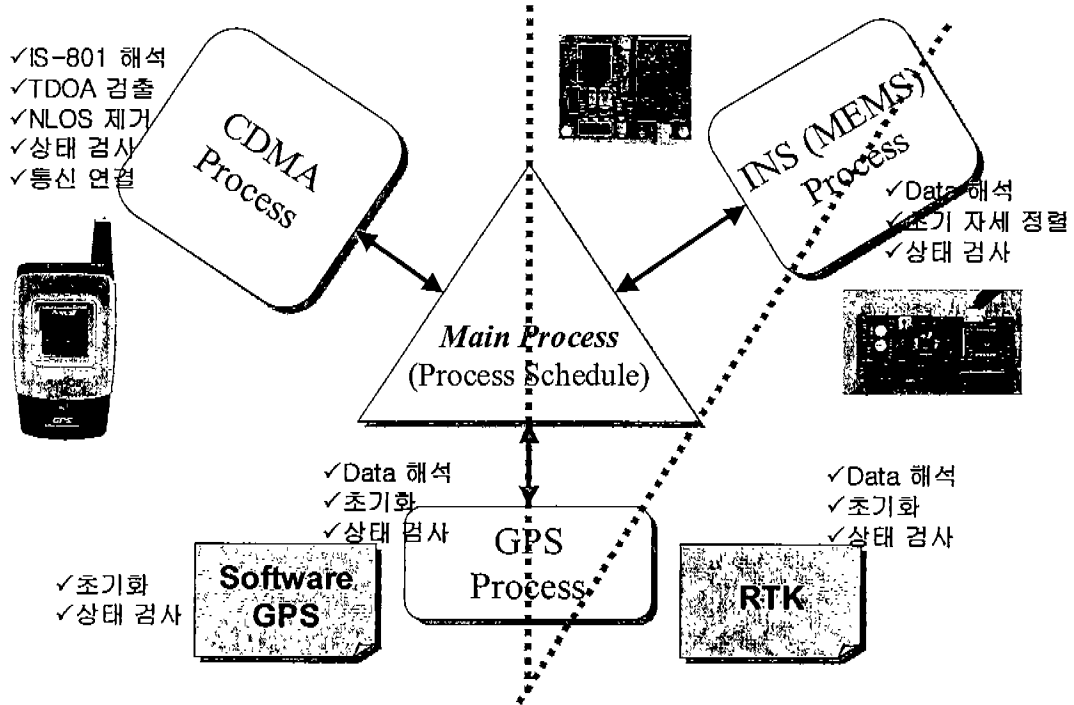 ✓IS-801 해석
✓TDOA 검출
✓NLOS 제거
✓상태 검사
✓통신 연결
CDMA
Process
INS (MEMS)
Process
✓Data 해석
✓초기 자세 정렬
✓상태 검사
Main Process
(Process Schedule)
GPS
✓Data 해석
✓초기화
✓상태 검사
GPS
Process
✓Data 해석
✓초기화
✓상태 검사
✓초기화
✓상태 검사
Software
GPS
RTK